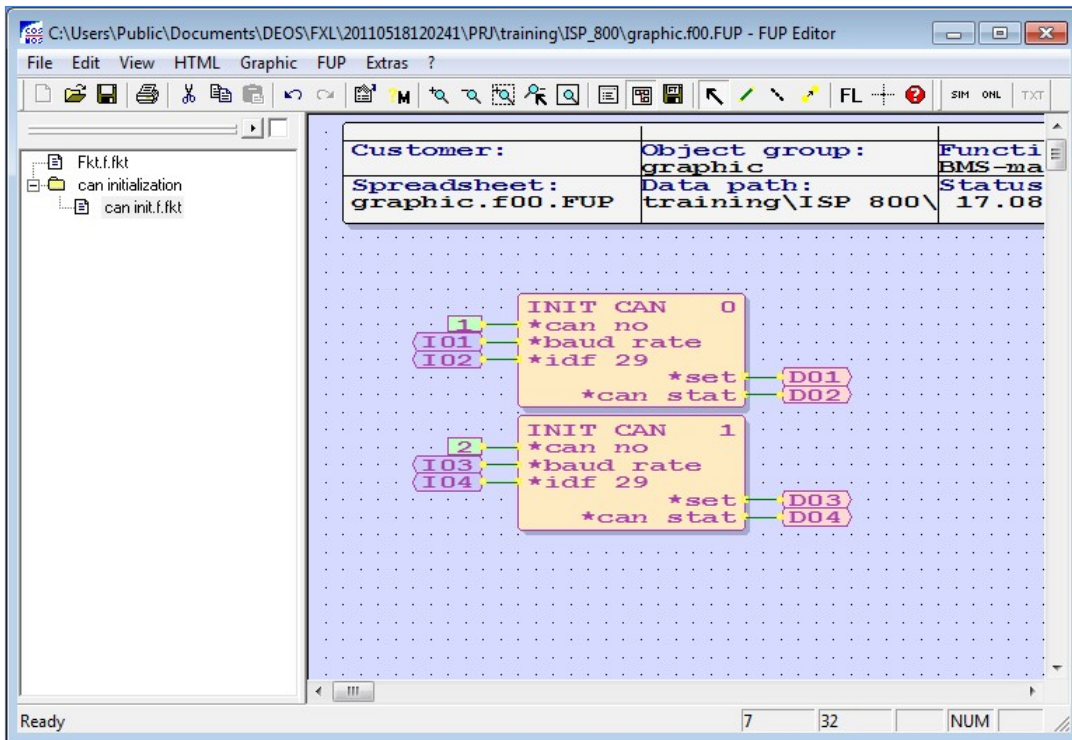 C:\Users\Public\Documents\DEOS\FXL\20110518120241\PRJ\training\ISP_800\graphic.f00.FUP - FUP Editor
File Edit View HTML Graphic FUP Extras ?
M FL SIM ONL TXT
Fkt.f.fkt
can initialization
can init.f.fkt
Customer: Object group: Functi
graphic BMS-ma
Spreadsheet: Data path: Status
graphic.f00.FUP training\ISP 800\ 17.08
INIT CAN 0
1 *can no
I01 *baud rate
I02 *idf 29
*set D01
*can stat D02
INIT CAN 1
2 *can no
I03 *baud rate
I04 *idf 29
*set D03
*can stat D04
Ready 7 32 NUM